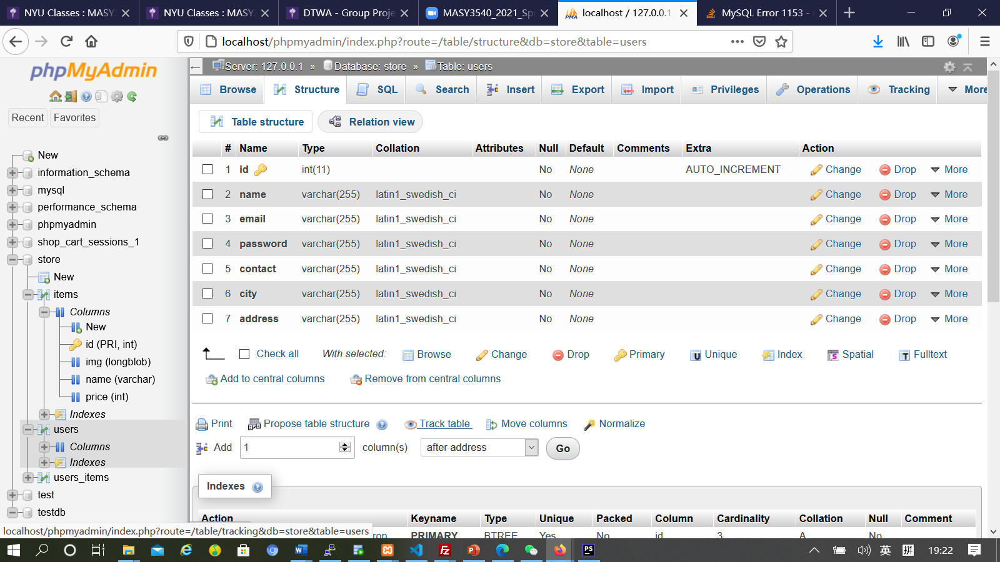 NYU Classes : MASY
NYU Classes : MASY
DTWA - Group Proje
MASY3540_2021_Sp
localhost / 127.0.0.1
MySQL Error 1153 -
localhost/phpmyadmin/index.php?route=/table/structure&db=store&table=users
phpMyAdmin
Recent
Favorites
New
information_schema
mysql
performance_schema
phpmyadmin
shop_cart_sessions_1
store
New
items
Columns
New
id (PRI, int)
img (longblob)
name (varchar)
price (int)
Indexes
users
Columns
Indexes
users_items
test
testdb
Server: 127.0.0.1 » Database: store » Table: users
Browse Structure SQL Search Insert Export Import Privileges Operations Tracking More
Table structure Relation view
# Name Type Collation Attributes Null Default Comments Extra Action
1 id int(11) No None AUTO_INCREMENT Change Drop More
2 name varchar(255) latin1_swedish_ci No None Change Drop More
3 email varchar(255) latin1_swedish_ci No None Change Drop More
4 password varchar(255) latin1_swedish_ci No None Change Drop More
5 contact varchar(255) latin1_swedish_ci No None Change Drop More
6 city varchar(255) latin1_swedish_ci No None Change Drop More
7 address varchar(255) latin1_swedish_ci No None Change Drop More
Check all With selected: Browse Change Drop Primary Unique Index Spatial Fulltext
Add to central columns Remove from central columns
Print Propose table structure Track table Move columns Normalize
Add 1 column(s) after address Go
Indexes
Action Keyname Type Unique Packed Column Cardinality Collation Null Comment
rop PRIMARY BTREE Yes No id 3 A No
localhost/phpmyadmin/index.php?route=/table/tracking&db=store&table=users
英 拼 19:22